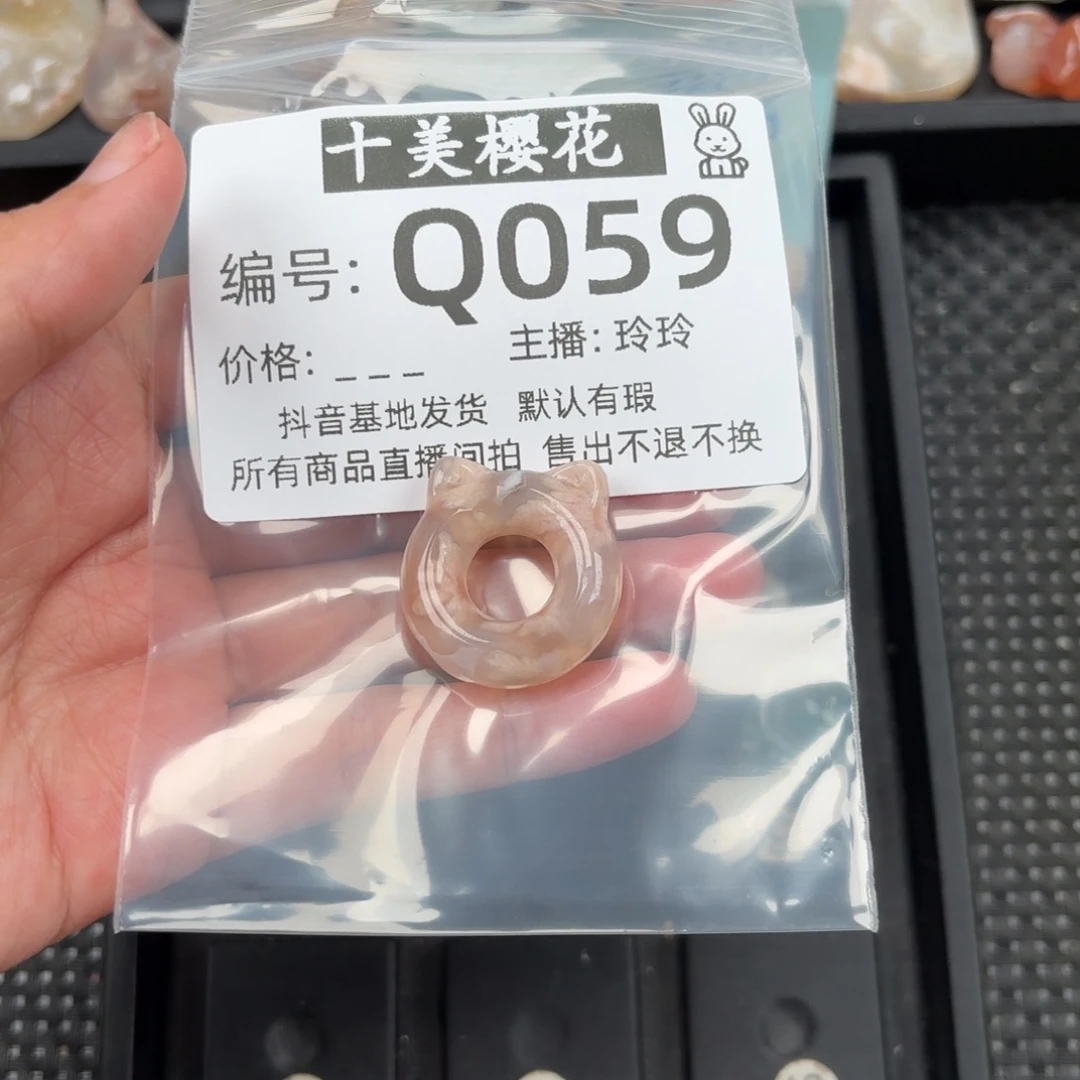 十美樱花
编号: Q059
价格: _ _ _ 主播: 玲玲
抖音基地发货 默认有瑕
所有商品直播间拍 售出不退不换